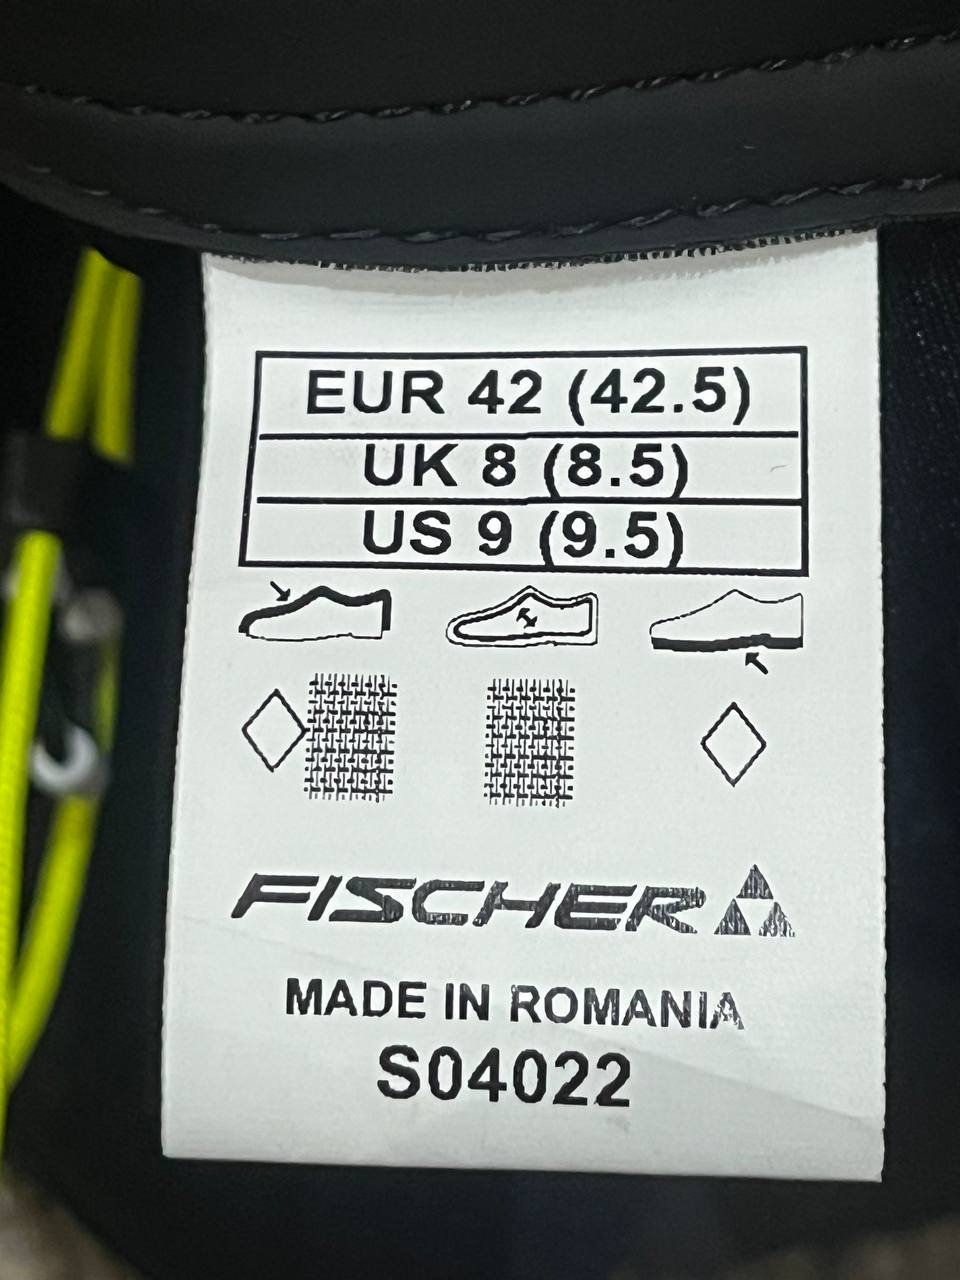 EUR 42 (42.5)
UK 8 (8.5)
US 9 (9.5)
FISCHER
MADE IN ROMANIA
S04022